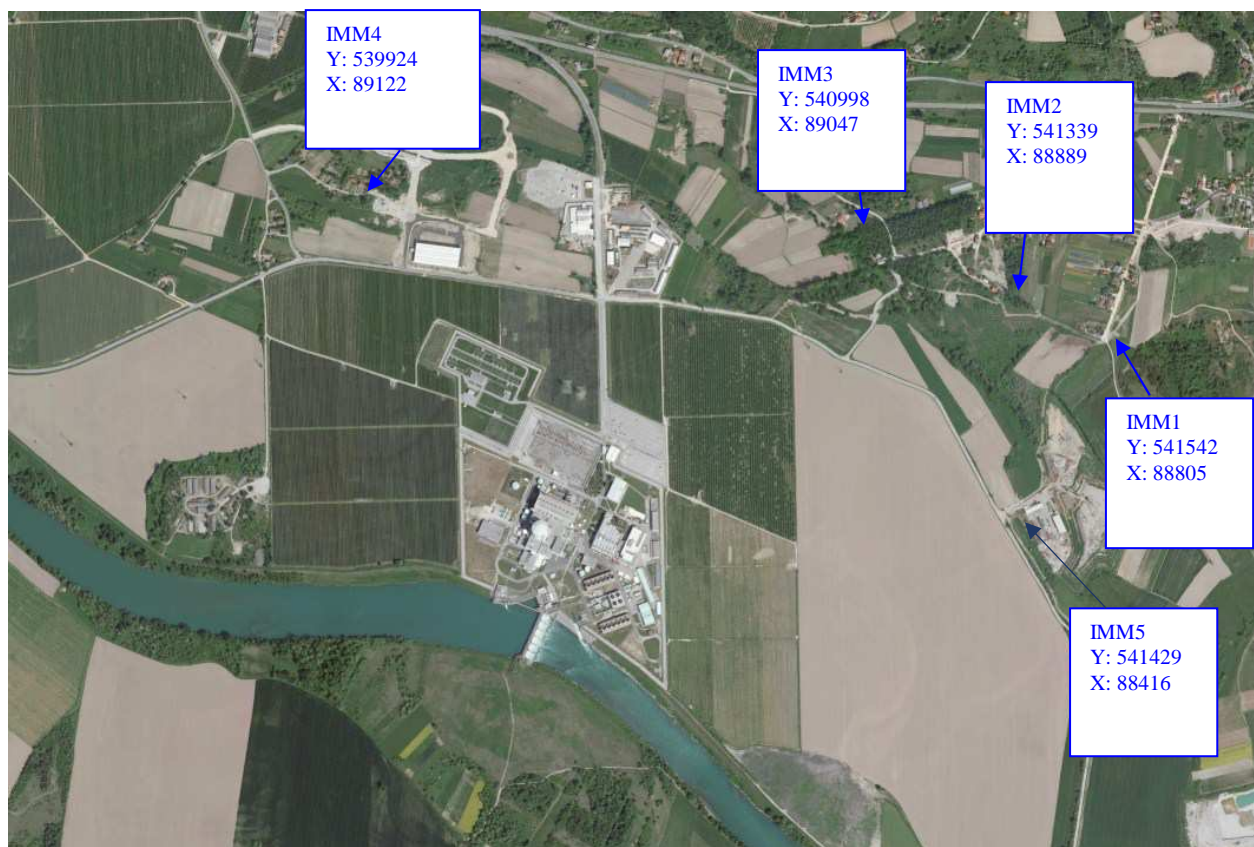 IMM4
Y: 539924
X: 89122
IMM3
Y: 540998
X: 89047
IMM2
Y: 541339
X: 88889
IMM1
Y: 541542
X: 88805
IMM5
Y: 541429
X: 88416